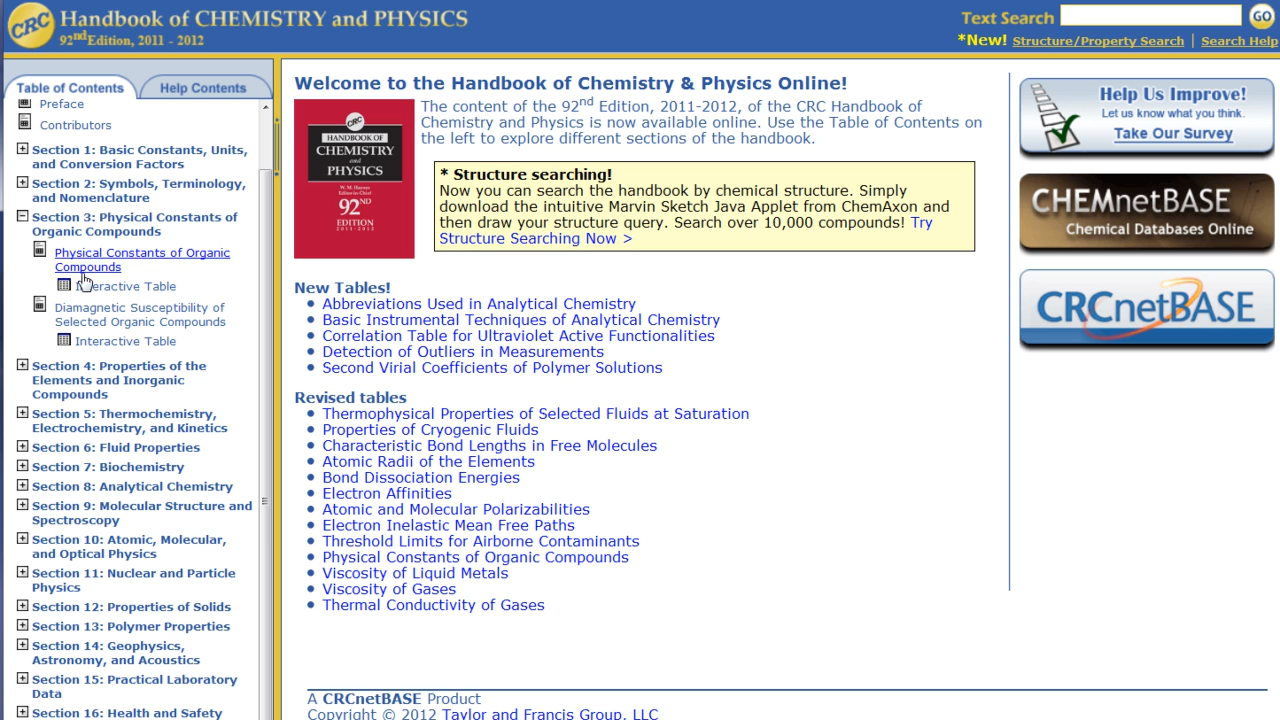 CRC
Handbook of CHEMISTRY and PHYSICS
92nd Edition, 2011 - 2012
Text Search
GO
*New! Structure/Property Search | Search Help
Table of Contents
Help Contents
Preface
Contributors
Section 1: Basic Constants, Units,
and Conversion Factors
Section 2: Symbols, Terminology,
and Nomenclature
Section 3: Physical Constants of
Organic Compounds
Physical Constants of Organic
Compounds
Interactive Table
Diamagnetic Susceptibility of
Selected Organic Compounds
Interactive Table
Section 4: Properties of the
Elements and Inorganic
Compounds
Section 5: Thermochemistry,
Electrochemistry, and Kinetics
Section 6: Fluid Properties
Section 7: Biochemistry
Section 8: Analytical Chemistry
Section 9: Molecular Structure and
Spectroscopy
Section 10: Atomic, Molecular,
and Optical Physics
Section 11: Nuclear and Particle
Physics
Section 12: Properties of Solids
Section 13: Polymer Properties
Section 14: Geophysics,
Astronomy, and Acoustics
Section 15: Practical Laboratory
Data
Section 16: Health and Safety
Welcome to the Handbook of Chemistry & Physics Online!
CRC
HANDBOOK OF
CHEMISTRY
and
PHYSICS
W. M. Haynes
Editor-in-Chief
92ND
EDITION
2011-2012
The content of the 92nd Edition, 2011-2012, of the CRC Handbook of
Chemistry and Physics is now available online. Use the Table of Contents on
the left to explore different sections of the handbook.
* Structure searching!
Now you can search the handbook by chemical structure. Simply
download the intuitive Marvin Sketch Java Applet from ChemAxon and
then draw your structure query. Search over 10,000 compounds! Try
Structure Searching Now >
New Tables!
Abbreviations Used in Analytical Chemistry
Basic Instrumental Techniques of Analytical Chemistry
Correlation Table for Ultraviolet Active Functionalities
Detection of Outliers in Measurements
Second Virial Coefficients of Polymer Solutions
Revised tables
Thermophysical Properties of Selected Fluids at Saturation
Properties of Cryogenic Fluids
Characteristic Bond Lengths in Free Molecules
Atomic Radii of the Elements
Bond Dissociation Energies
Electron Affinities
Atomic and Molecular Polarizabilities
Electron Inelastic Mean Free Paths
Threshold Limits for Airborne Contaminants
Physical Constants of Organic Compounds
Viscosity of Liquid Metals
Viscosity of Gases
Thermal Conductivity of Gases
A CRCnetBASE Product
Copyright © 2012 Taylor and Francis Group, LLC
Help Us Improve!
Let us know what you think.
Take Our Survey
CHEMnetBASE
Chemical Databases Online
CRCnetBASE